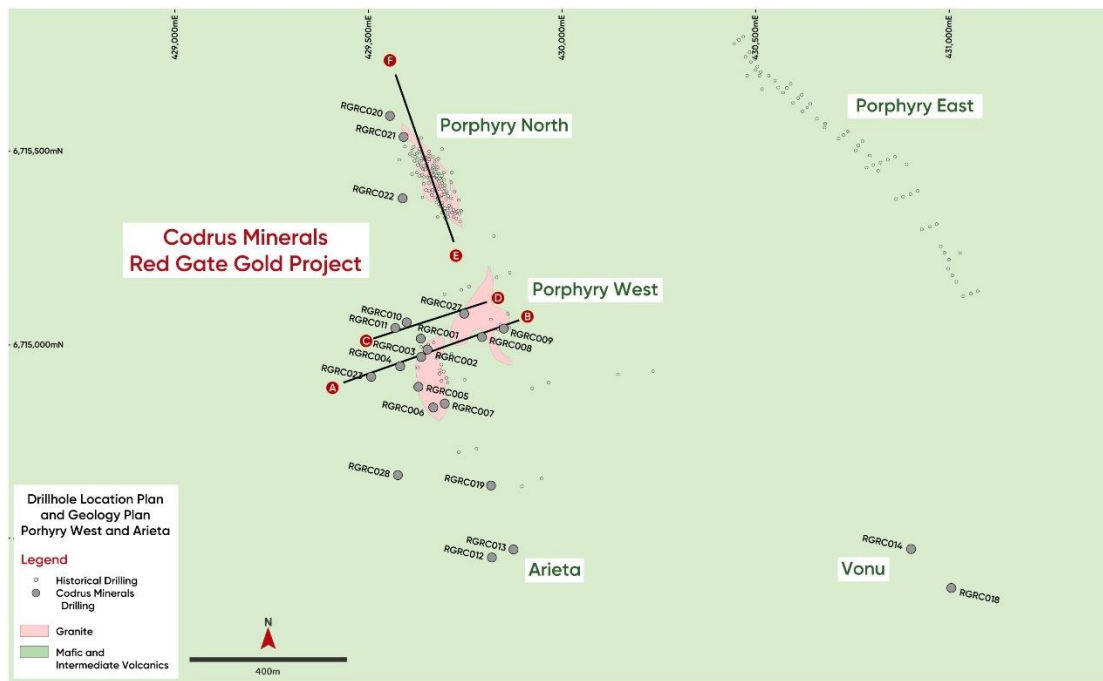 429,000mE
429,500mE
430,000mE
430,500mE
431,000mE
F
RGRC020
Porphyry East
RGRC021
Porphyry North
6,715,500mN
RGRC022
Codrus Minerals
Red Gate Gold Project
E
Porphyry West
D
RGRC027
B
RGRC010
RGRC011
RGRC001
RGRC009
C
6,715,000mN
RGRC003
RGRC008
RGRC002
RGRC004
RGRC023
A
RGRC005
RGRC006
RGRC007
RGRC028
RGRC019
Drillhole Location Plan
and Geology Plan
Porhyry West and Arieta
Legend
Historical Drilling
Codrus Minerals
Drilling
Granite
Mafic and
Intermediate Volcanics
RGRC013
RGRC012
Arieta
RGRC014
Vonu
RGRC018
N
400m